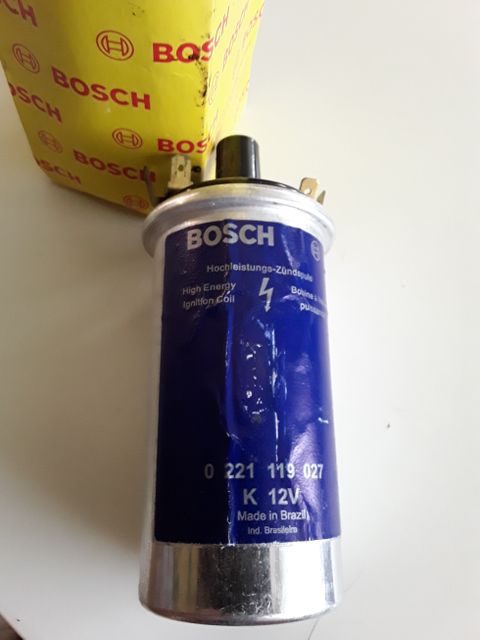 BOSCH
BOSCH
BOSCH
BOSCH
BOSCH
Hochleistungs-Zündspule
High Energy
Ignition Coil
Bobine à
0 221 119 027
K 12V
Made in Brazil
Ind. Brasileira